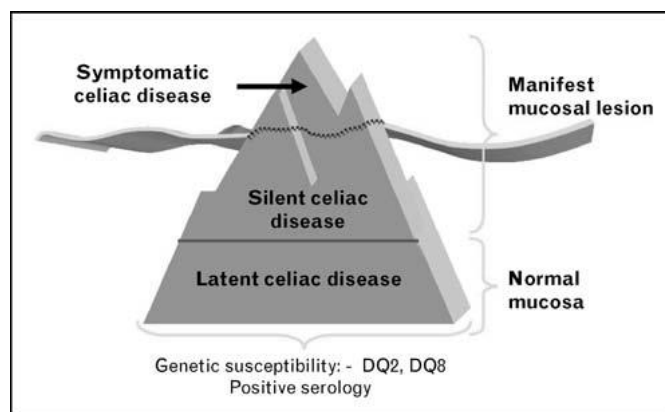 Symptomatic
celiac disease
Manifest
mucosal lesion
Silent celiac
disease
Latent celiac disease
Normal
mucosa
Genetic susceptibility: - DQ2, DQ8
Positive serology